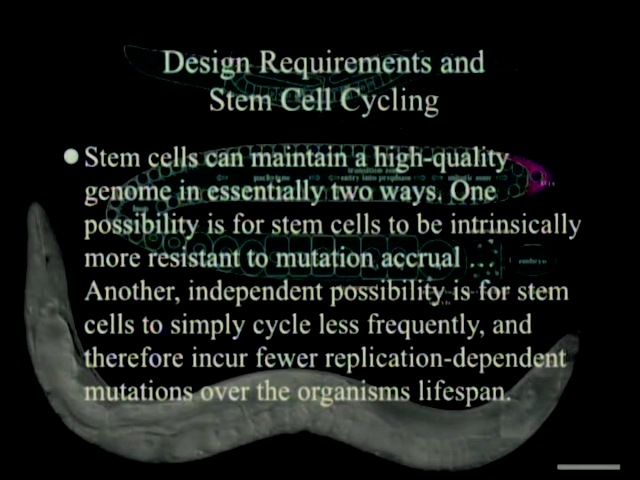 Design Requirements and
Stem Cell Cycling
Stem cells can maintain a high-quality
genome in essentially two ways. One
possibility is for stem cells to be intrinsically
more resistant to mutation accrual …
Another, independent possibility is for stem
cells to simply cycle less frequently, and
therefore incur fewer replication-dependent
mutations over the organisms lifespan.